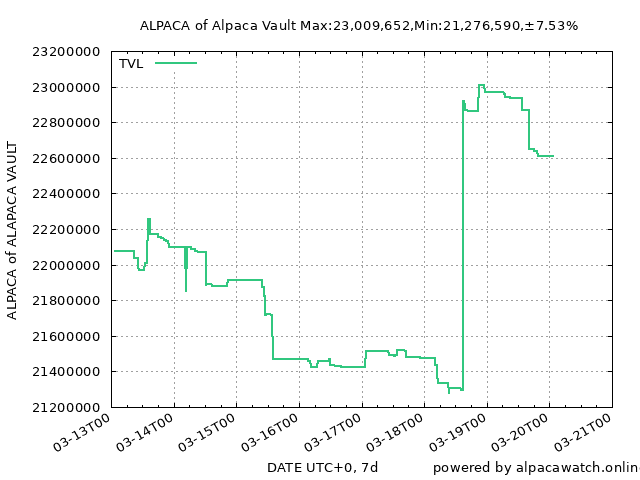 ALPACA of Alpaca Vault Max:23,009,652,Min:21,276,590,±7.53%
TVL
23200000
23000000
22800000
22600000
22400000
22200000
22000000
21800000
21600000
21400000
21200000
ALPACA of ALAPACA VAULT
03-13T00
03-14T00
03-15T00
03-16T00
03-17T00
03-18T00
03-19T00
03-20T00
03-21T00
DATE UTC+0, 7d
powered by alpacawatch.onlin